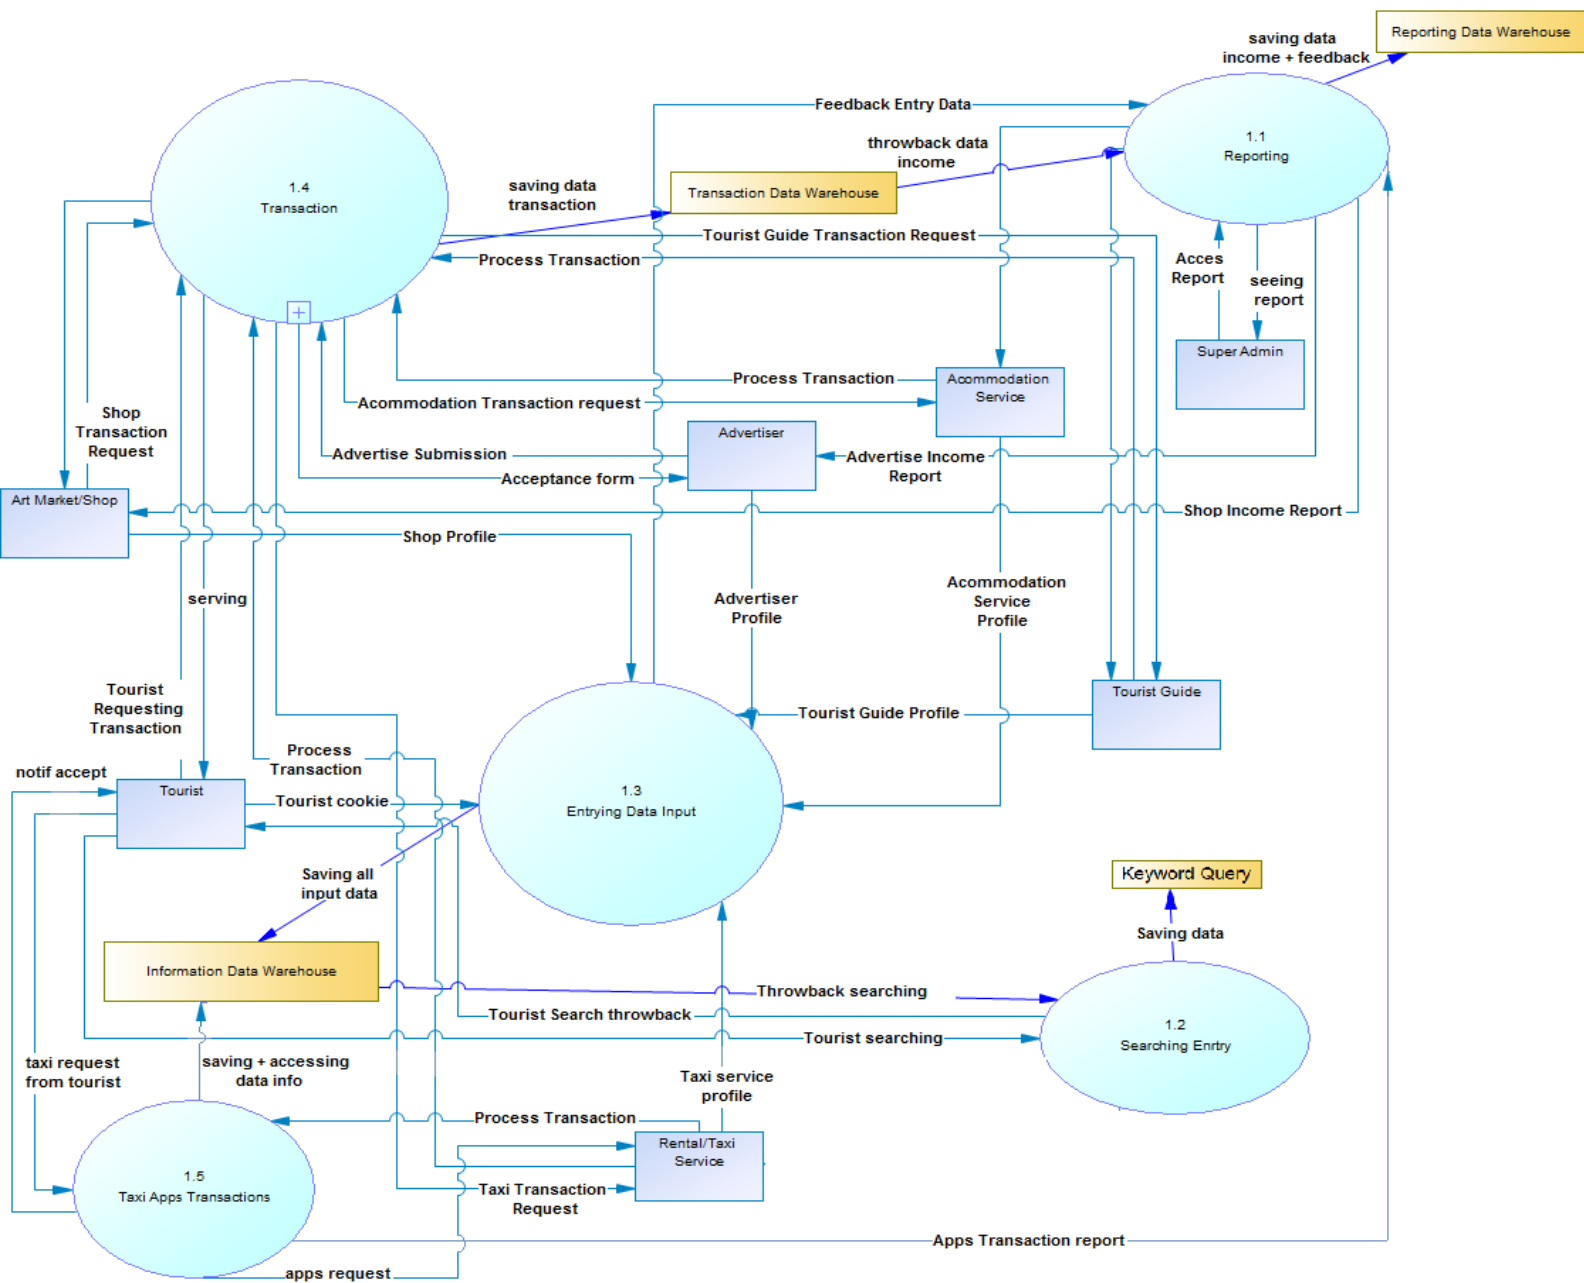 saving data
income + feedback
Reporting Data Warehouse
Feedback Entry Data
1.1
Reporting
throwback data
income
1.4
Transaction
saving data
transaction
Transaction Data Warehouse
Tourist Guide Transaction Request
Process Transaction
Acces
Report
seeing
report
Super Admin
Process Transaction
Acommodation
Service
Acommodation Transaction request
Shop
Transaction
Request
Advertiser
Advertise Submission
Advertise Income
Report
Acceptance form
Art Market/Shop
Shop Income Report
Shop Profile
serving
Advertiser
Profile
Acommodation
Service
Profile
Tourist
Requesting
Transaction
Tourist Guide
Tourist Guide Profile
Process
Transaction
notif accept
Tourist
Tourist cookie
1.3
Entrying Data Input
Saving all
input data
Keyword Query
Saving data
Information Data Warehouse
Throwback searching
Tourist Search throwback
Tourist searching
1.2
Searching Enrtry
taxi request
from tourist
saving + accessing
data info
Taxi service
profile
Process Transaction
Rental/Taxi
Service
1.5
Taxi Apps Transactions
Taxi Transaction
Request
Apps Transaction report
apps request